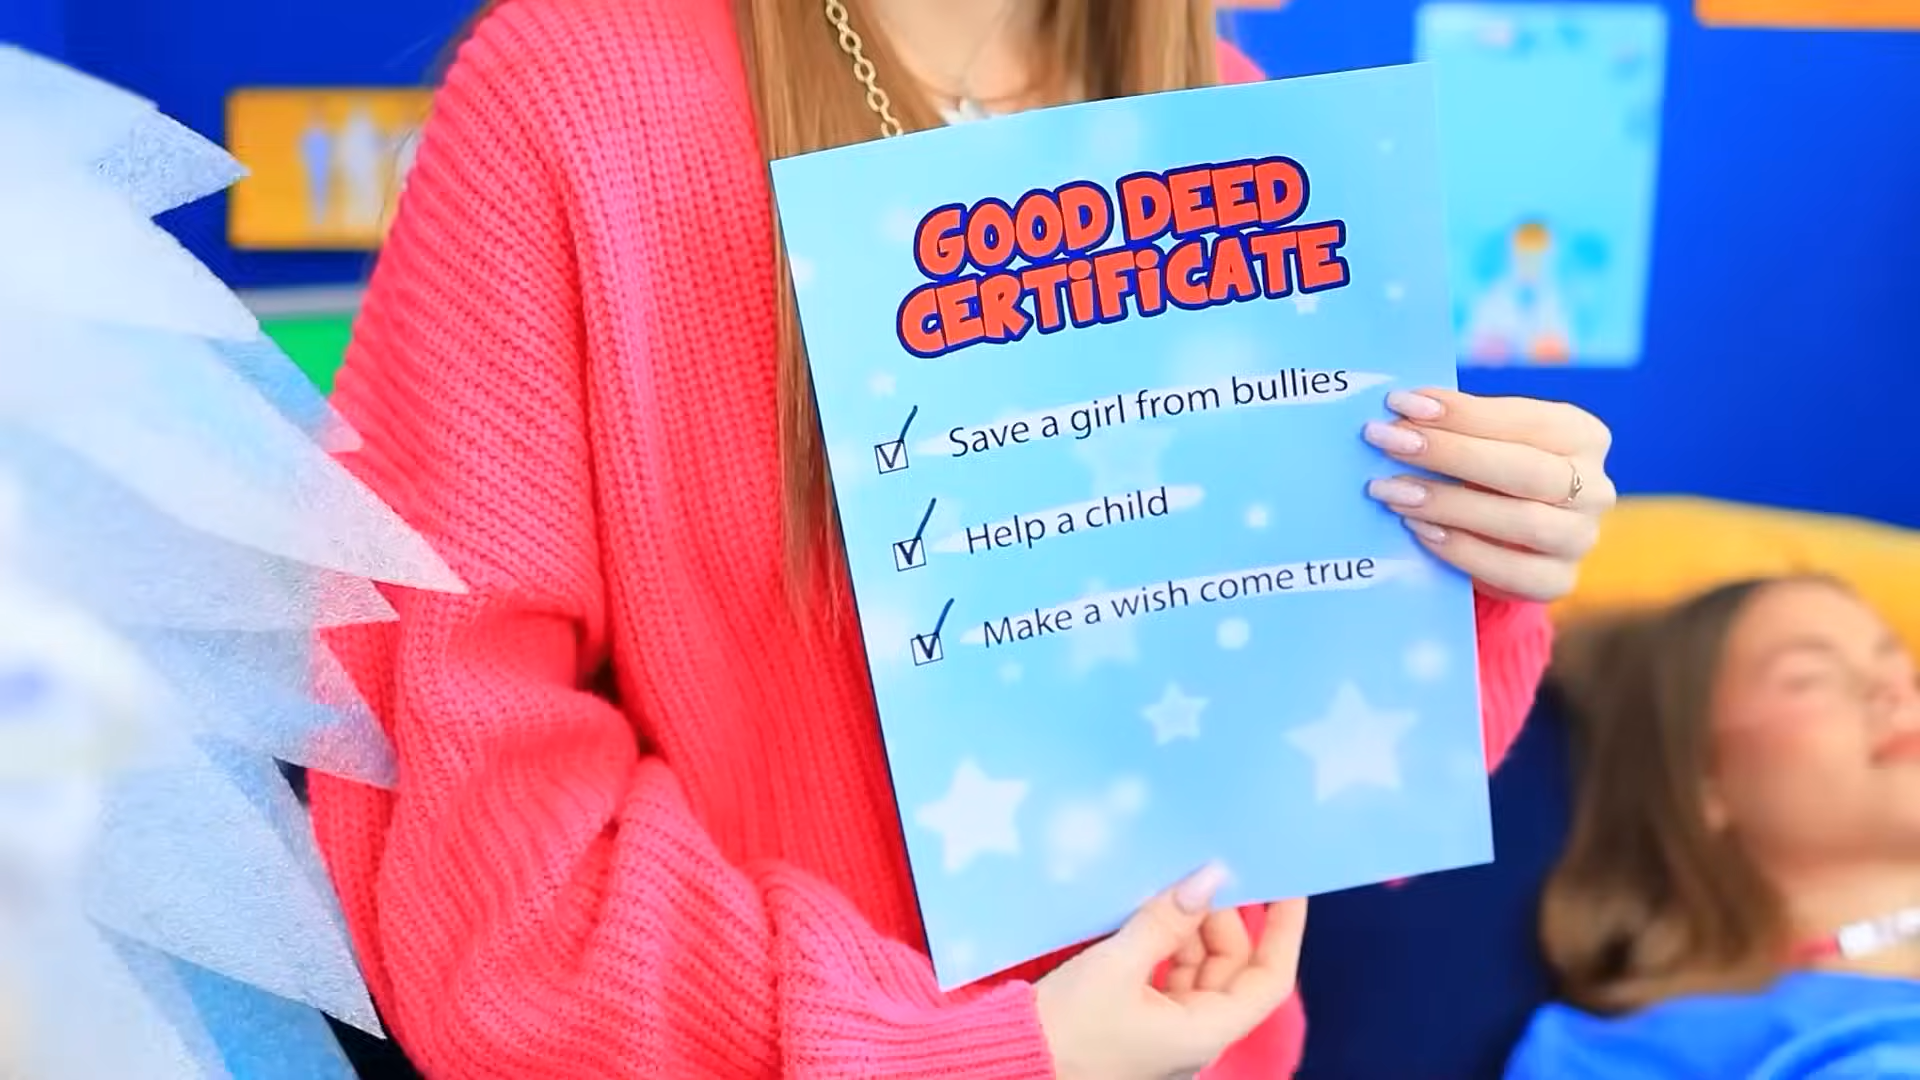 GOOD DEED
CERTiFiCATE
Save a girl from bullies
Help a child
Make a wish come true